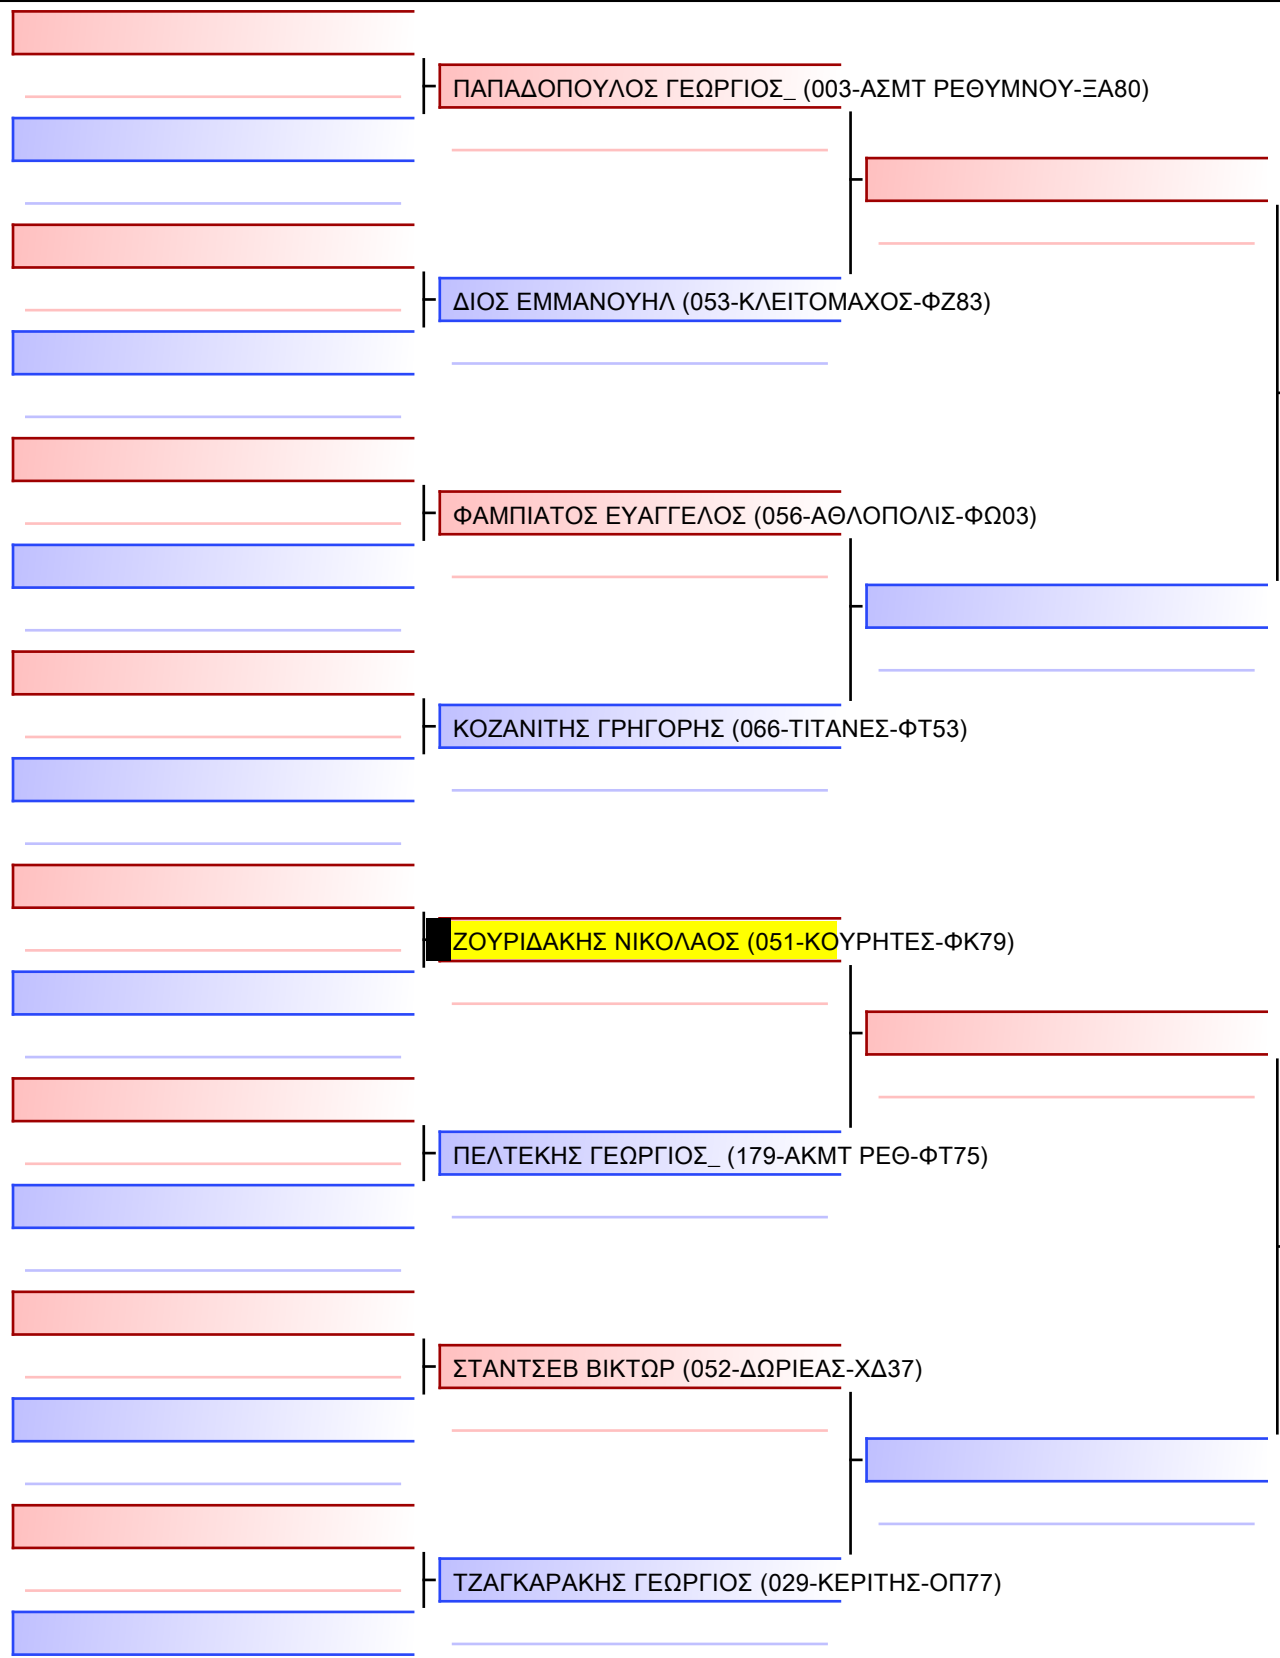 ΠΑΠΑΔΟΠΟΥΛΟΣ ΓΕΩΡΓΙΟΣ_ (003-ΑΣΜΤ ΡΕΘΥΜΝΟΥ-ΞΑ80)
ΔΙΟΣ ΕΜΜΑΝΟΥΗΛ (053-ΚΛΕΙΤΟΜΑΧΟΣ-ΦΖ83)
ΦΑΜΠΙΑΤΟΣ ΕΥΑΓΓΕΛΟΣ (056-ΑΘΛΟΠΟΛΙΣ-ΦΩ03)
ΚΟΖΑΝΙΤΗΣ ΓΡΗΓΟΡΗΣ (066-ΤΙΤΑΝΕΣ-ΦΤ53)
ΖΟΥΡΙΔΑΚΗΣ ΝΙΚΟΛΑΟΣ (051-ΚΟΥΡΗΤΕΣ-ΦΚ79)
ΠΕΛΤΕΚΗΣ ΓΕΩΡΓΙΟΣ_ (179-ΑΚΜΤ ΡΕΘ-ΦΤ75)
ΣΤΑΝΤΣΕΒ ΒΙΚΤΩΡ (052-ΔΩΡΙΕΑΣ-ΧΔ37)
ΤΖΑΓΚΑΡΑΚΗΣ ΓΕΩΡΓΙΟΣ (029-ΚΕΡΙΤΗΣ-ΟΠ77)